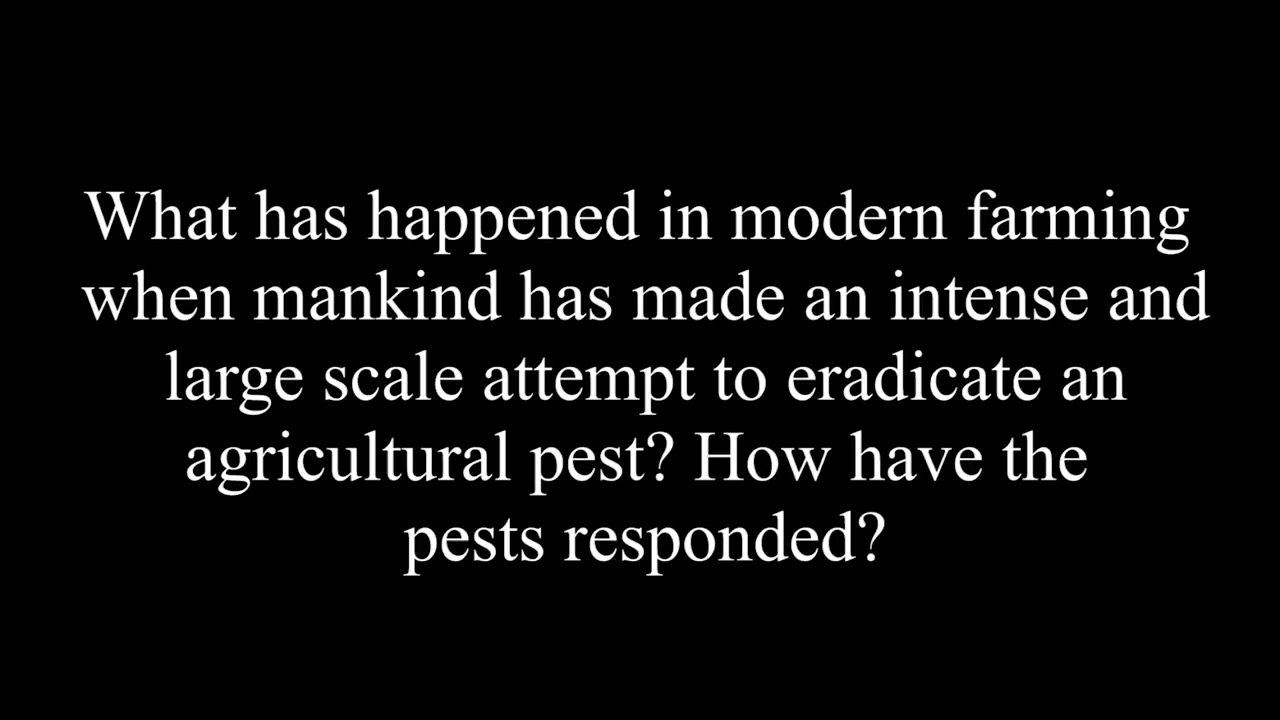 What has happened in modern farming
when mankind has made an intense and
large scale attempt to eradicate an
agricultural pest? How have the
pests responded?